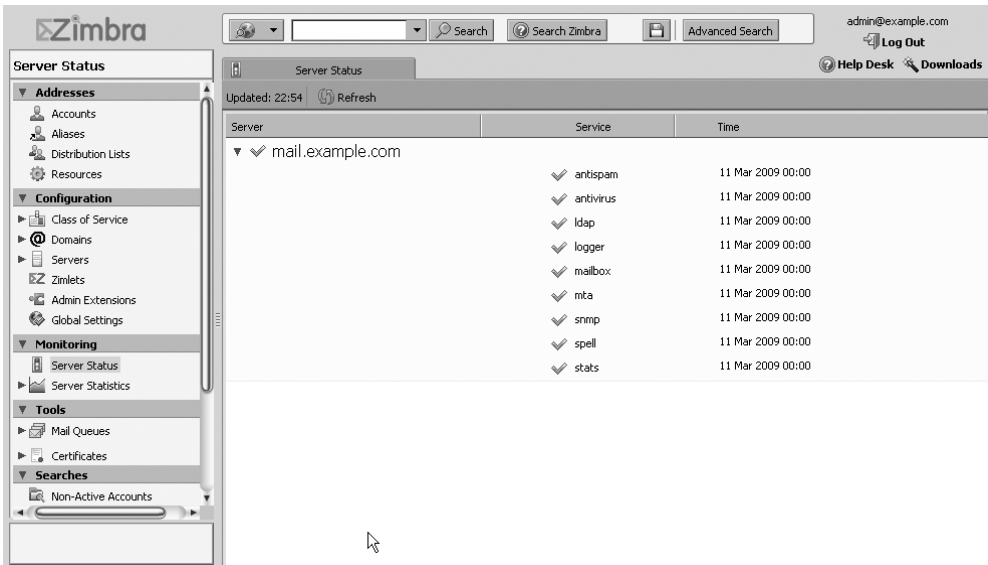 Zimbra
Search
Search Zimbra
Advanced Search
admin@example.com
Log Out
Help Desk
Downloads
Server Status
Addresses
Accounts
Aliases
Distribution Lists
Resources
Configuration
Class of Service
Domains
Servers
Zimlets
Admin Extensions
Global Settings
Monitoring
Server Status
Server Statistics
Tools
Mail Queues
Certificates
Searches
Non-Active Accounts
Server Status
Updated: 22:54 Refresh
Server Service Time
mail.example.com
antispam 11 Mar 2009 00:00
antivirus 11 Mar 2009 00:00
ldap 11 Mar 2009 00:00
logger 11 Mar 2009 00:00
mailbox 11 Mar 2009 00:00
mta 11 Mar 2009 00:00
snmp 11 Mar 2009 00:00
spell 11 Mar 2009 00:00
stats 11 Mar 2009 00:00